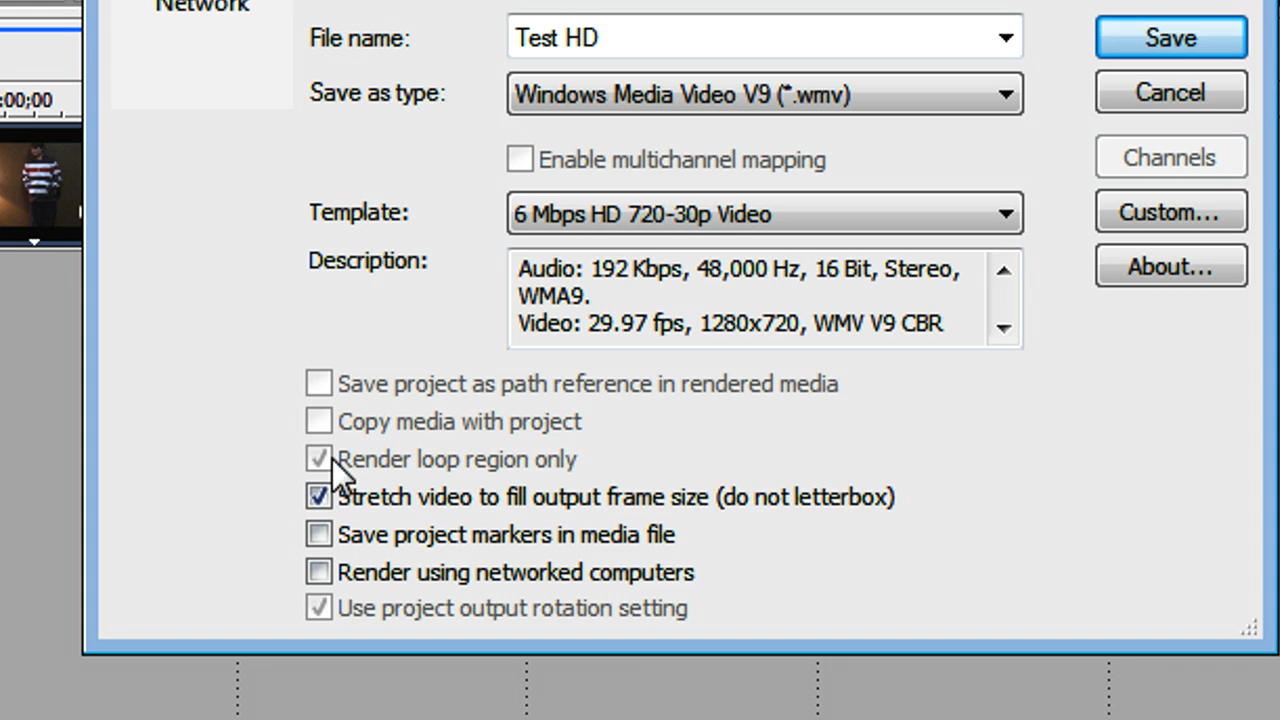 Network
File name:
Test HD
Save
:00;00
Save as type:
Windows Media Video V9 (*.wmv)
Cancel
Enable multichannel mapping
Channels
Template:
6 Mbps HD 720-30p Video
Custom...
Description:
Audio: 192 Kbps, 48,000 Hz, 16 Bit, Stereo,
WMA9.
Video: 29.97 fps, 1280x720, WMV V9 CBR
About...
Save project as path reference in rendered media
Copy media with project
Render loop region only
Stretch video to fill output frame size (do not letterbox)
Save project markers in media file
Render using networked computers
Use project output rotation setting